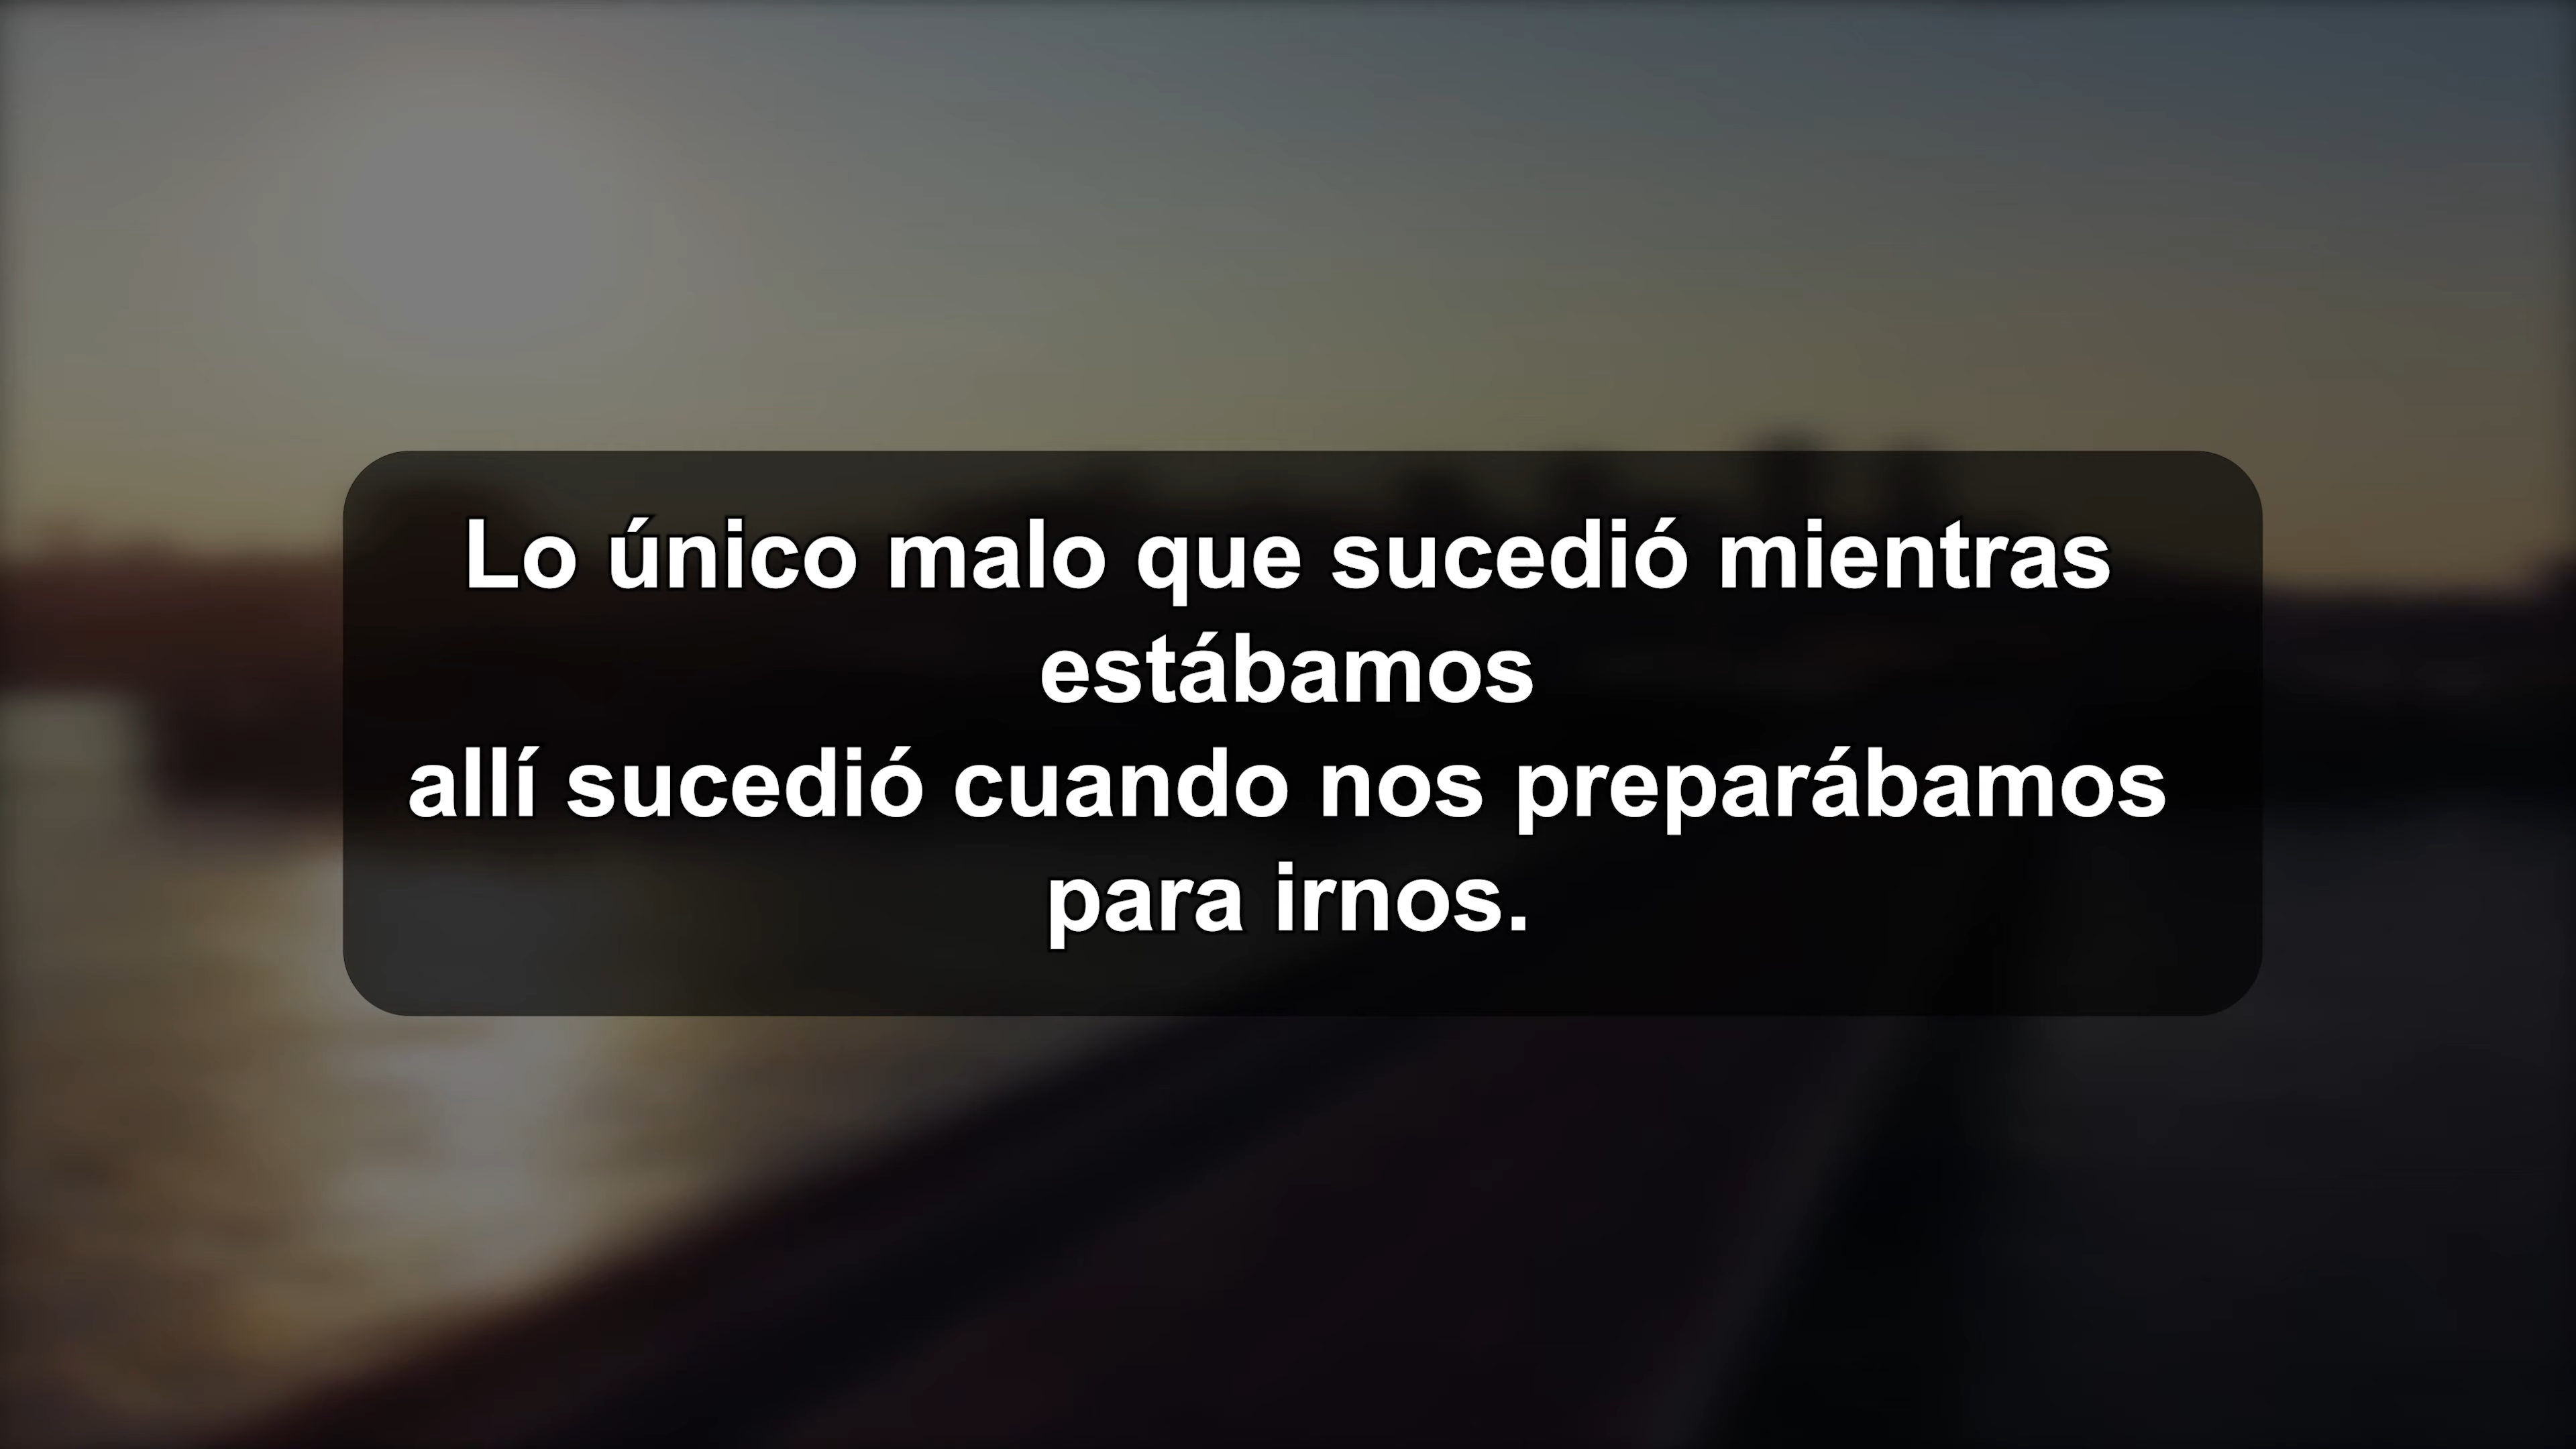 Lo único malo que sucedió mientras
estábamos
allí sucedió cuando nos preparábamos
para irnos.